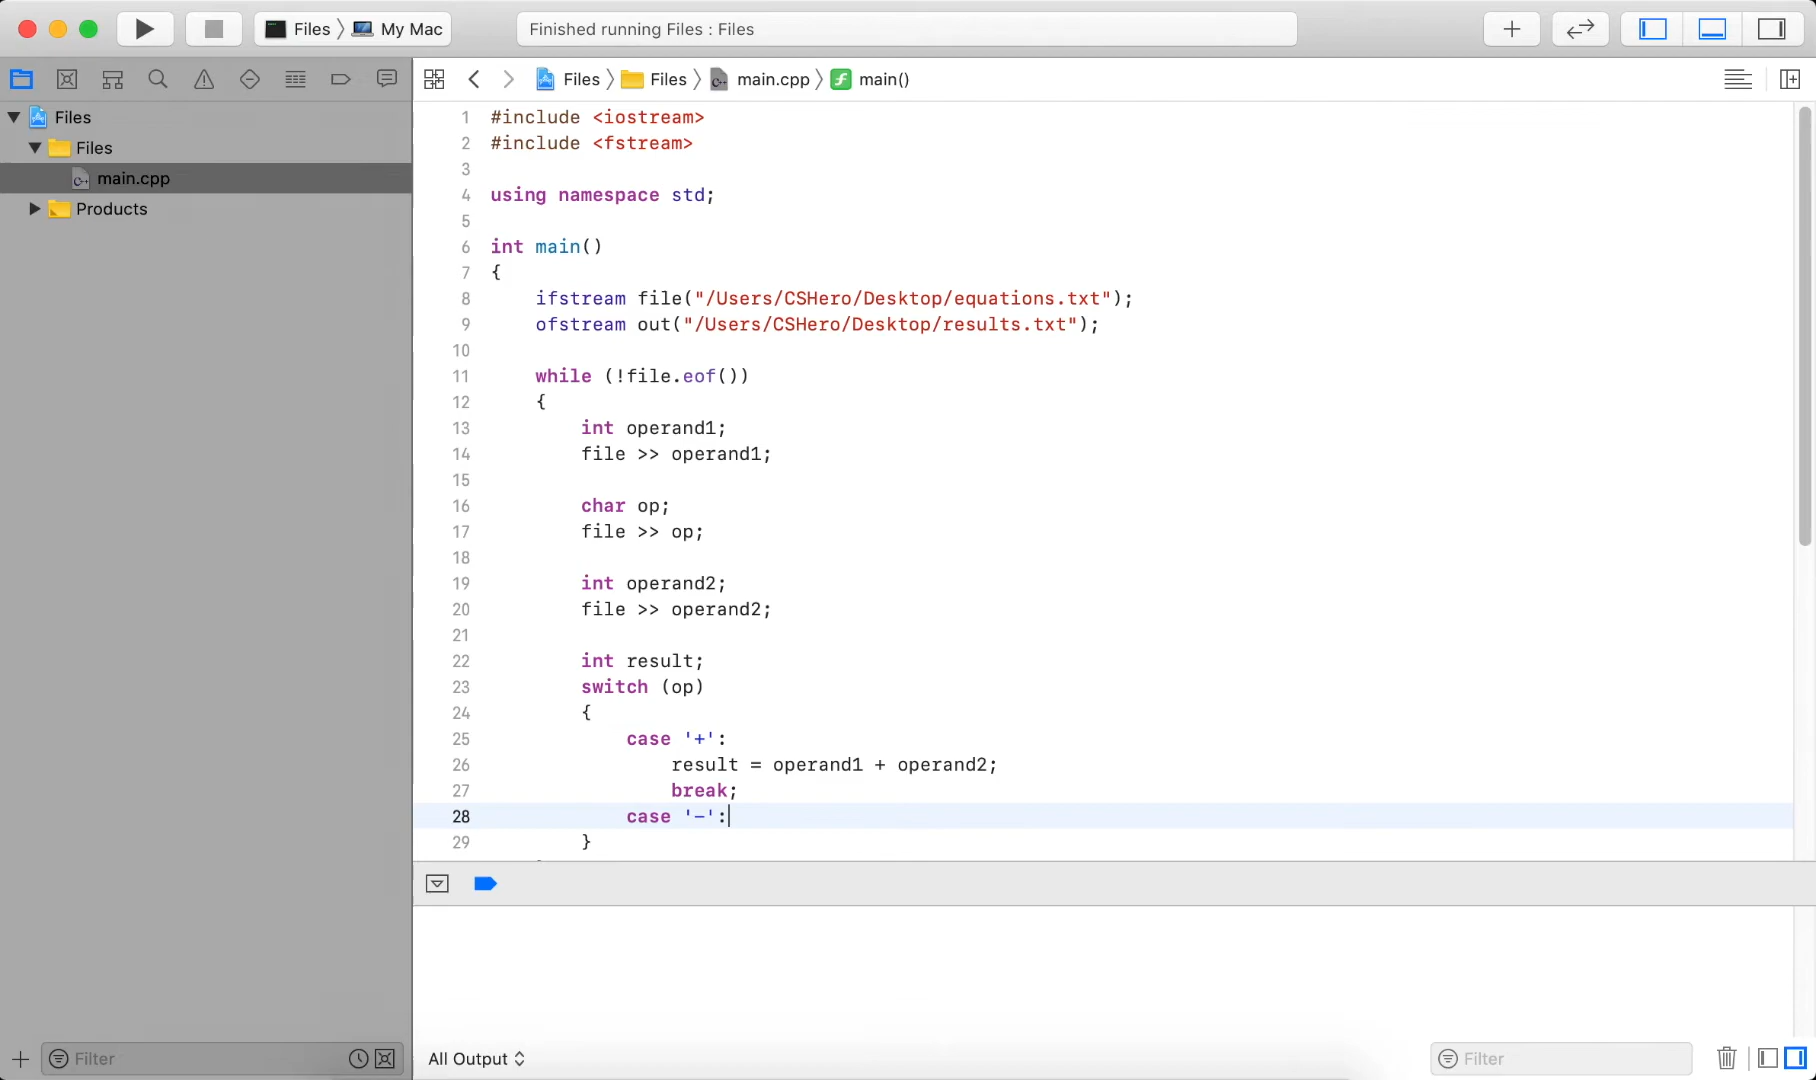 Files 〉 My Mac
Finished running Files : Files
Files 〉 Files 〉 main.cpp 〉 main()
Files
Files
main.cpp
Products
1 #include <iostream>
2 #include <fstream>
3
4 using namespace std;
5
6 int main()
7 {
8     ifstream file("/Users/CSHero/Desktop/equations.txt");
9     ofstream out("/Users/CSHero/Desktop/results.txt");
10
11     while (!file.eof())
12     {
13         int operand1;
14         file >> operand1;
15
16         char op;
17         file >> op;
18
19         int operand2;
20         file >> operand2;
21
22         int result;
23         switch (op)
24         {
25             case '+':
26                 result = operand1 + operand2;
27                 break;
28             case '-':
29         }
Filter
All Output
Filter